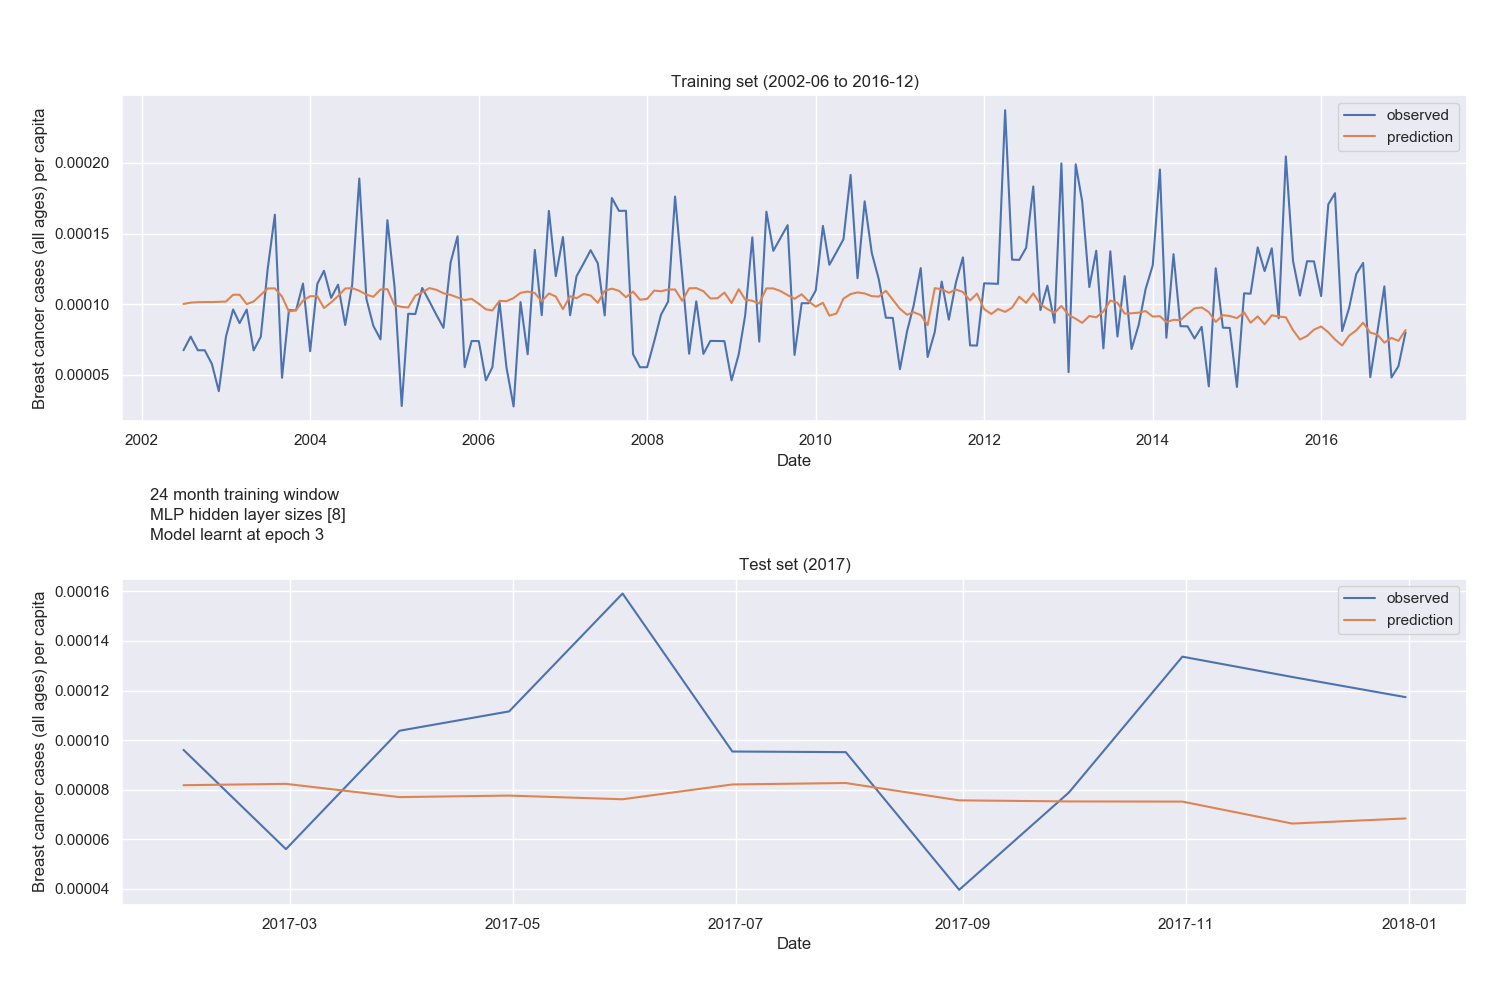 Training set (2002-06 to 2016-12)
Breast cancer cases (all ages) per capita
0.00020
0.00015
0.00010
0.00005
observed
prediction
2002 2004 2006 2008 2010 2012 2014 2016
Date
24 month training window
MLP hidden layer sizes [8]
Model learnt at epoch 3
Test set (2017)
Breast cancer cases (all ages) per capita
0.00016
0.00014
0.00012
0.00010
0.00008
0.00006
0.00004
observed
prediction
2017-03 2017-05 2017-07 2017-09 2017-11 2018-01
Date